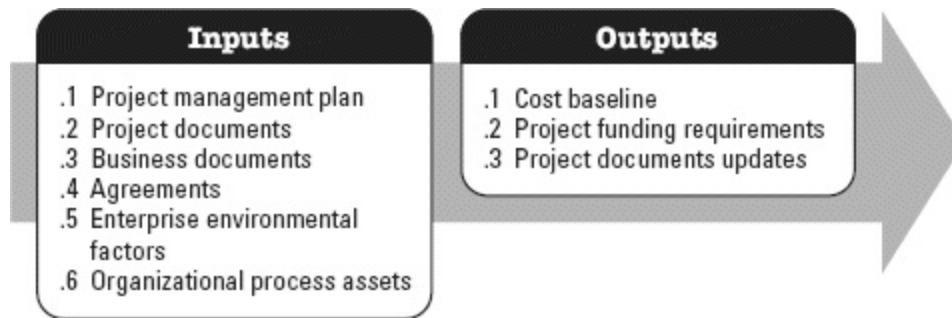 Inputs
.1 Project management plan
.2 Project documents
.3 Business documents
.4 Agreements
.5 Enterprise environmental
factors
.6 Organizational process assets
Outputs
.1 Cost baseline
.2 Project funding requirements
.3 Project documents updates